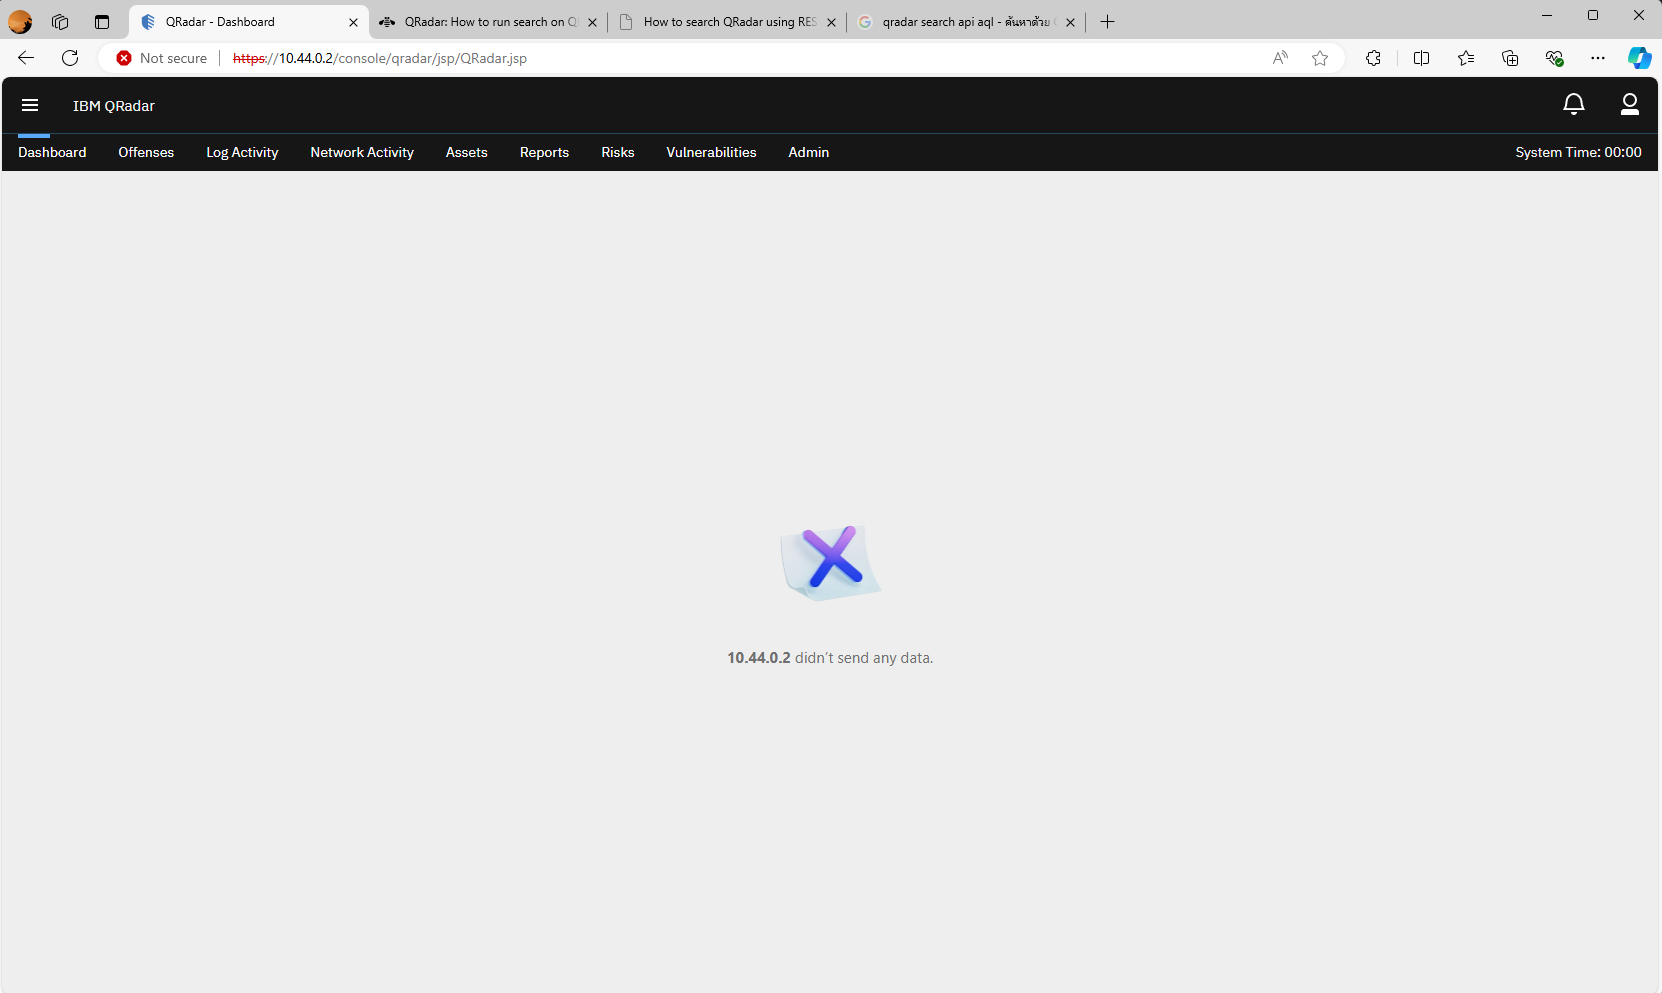 QRadar - Dashboard
QRadar: How to run search on Q
How to search QRadar using RES
qradar search api aql - ค้นหาด้วย
Not secure
https://10.44.0.2/console/qradar/jsp/QRadar.jsp
IBM QRadar
Dashboard Offenses Log Activity Network Activity Assets Reports Risks Vulnerabilities Admin System Time: 00:00
10.44.0.2 didn't send any data.